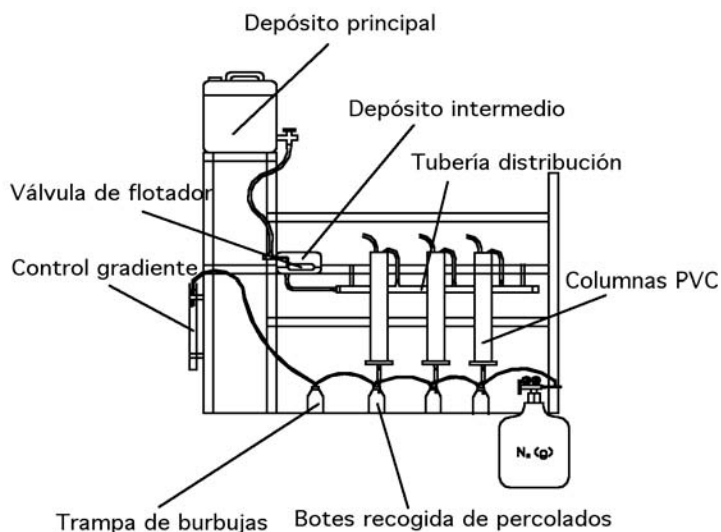 Depósito principal
Depósito intermedio
Tubería distribución
Válvula de flotador
Control gradiente
Columnas PVC
N₂ (g)
Trampa de burbujas
Botes recogida de percolados